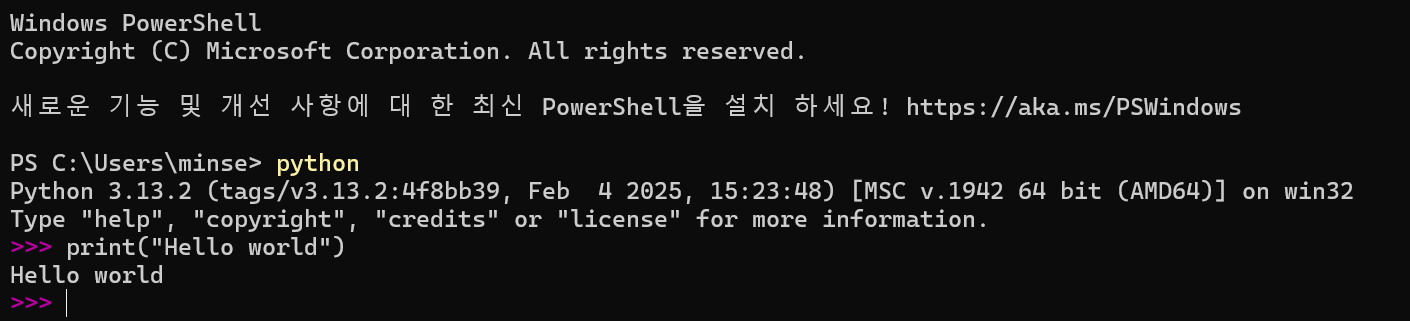 Windows PowerShell
Copyright (C) Microsoft Corporation. All rights reserved.
새로운 기능 및 개선 사항에 대 한 최신 PowerShell을 설치 하세요! https://aka.ms/PSWindows
PS C:\Users\minse> python
Python 3.13.2 (tags/v3.13.2:4f8bb39, Feb  4 2025, 15:23:48) [MSC v.1942 64 bit (AMD64)] on win32
Type "help", "copyright", "credits" or "license" for more information.
>>> print("Hello world")
Hello world
>>>